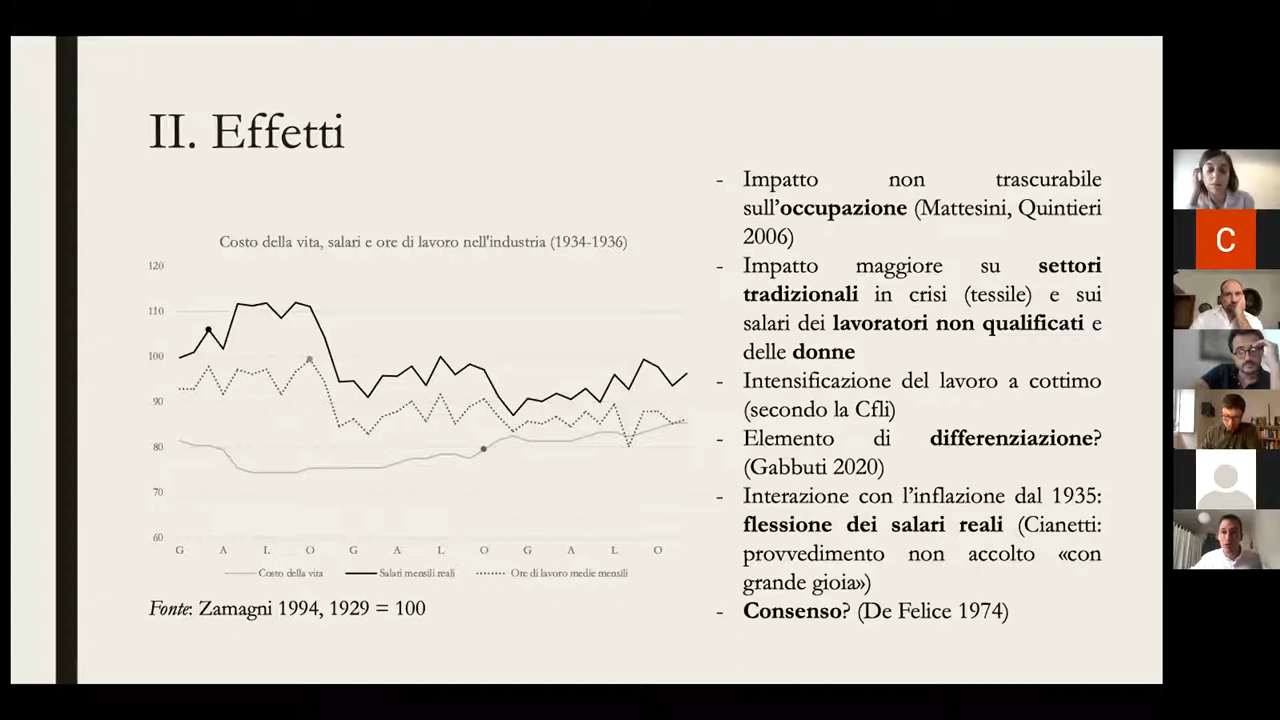 II. Effetti
Costo della vita, salari e ore di lavoro nell'industria (1934-1936)
120
110
100
90
80
70
60
G A L O G A L O G A L O
Costo della vita Salari mensili reali Ore di lavoro medie mensili
Fonte: Zamagni 1994, 1929 = 100
- Impatto non trascurabile
sull'occupazione (Mattesini, Quintieri
2006)
- Impatto maggiore su settori
tradizionali in crisi (tessile) e sui
salari dei lavoratori non qualificati e
delle donne
- Intensificazione del lavoro a cottimo
(secondo la Cfli)
- Elemento di differenziazione?
(Gabbuti 2020)
- Interazione con l'inflazione dal 1935:
flessione dei salari reali (Cianetti:
provvedimento non accolto «con
grande gioia»)
- Consenso? (De Felice 1974)
C